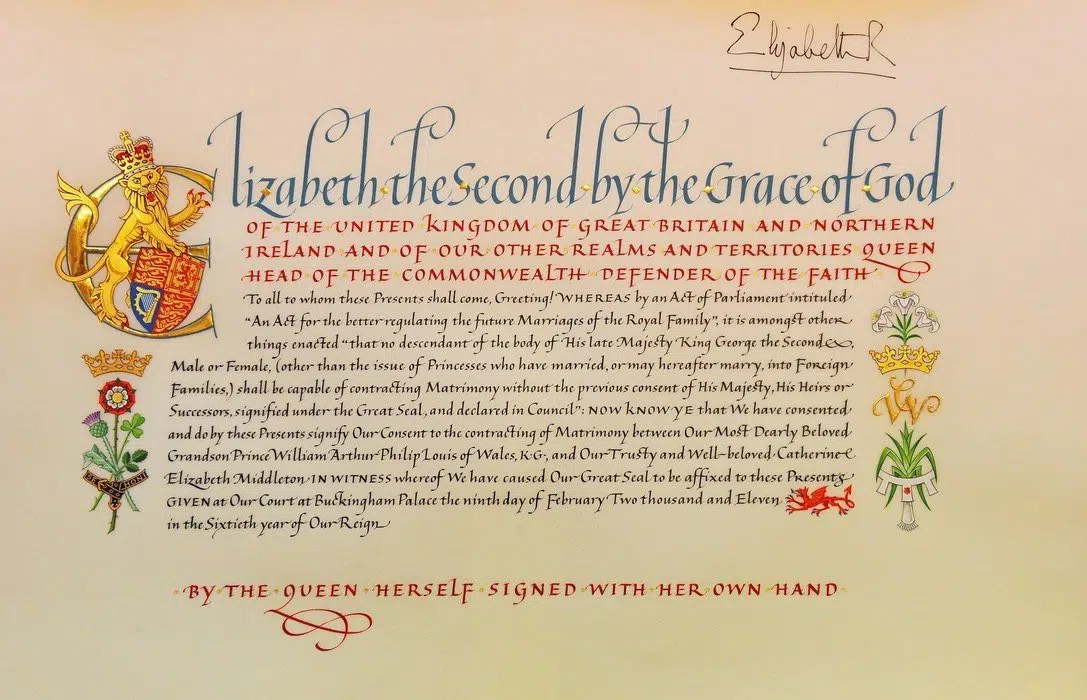 Elizabeth R
Elizabeth the Second by the Grace of God
OF THE UNITED KINGDOM OF GREAT BRITAIN AND NORTHERN
IRELAND AND OF OUR OTHER REALMS AND TERRITORIES QUEEN
HEAD OF THE COMMONWEALTH DEFENDER OF THE FAITH
To all to whom these Presents shall come, Greeting! WHEREAS by an Act of Parliament intituled
"An Act for the better regulating the future Marriages of the Royal Family", it is amongst other
things enacted "that no descendant of the body of His late Majesty King George the Second,
Male or Female, (other than the issue of Princesses who have married, or may hereafter marry, into Foreign
Families,) shall be capable of contracting Matrimony without the previous consent of His Majesty, His Heirs or
Successors, signified under the Great Seal, and declared in Council": NOW KNOW YE that We have consented
and do by these Presents signify Our Consent to the contracting of Matrimony between Our Most Dearly Beloved
Grandson Prince William Arthur Philip Louis of Wales, K.G., and Our Trusty and Well-beloved Catherine
Elizabeth Middleton IN WITNESS whereof We have caused Our Great Seal to be affixed to these Presents
GIVEN at Our Court at Buckingham Palace the ninth day of February Two thousand and Eleven
in the Sixtieth year of Our Reign
BY THE QUEEN HERSELF SIGNED WITH HER OWN HAND